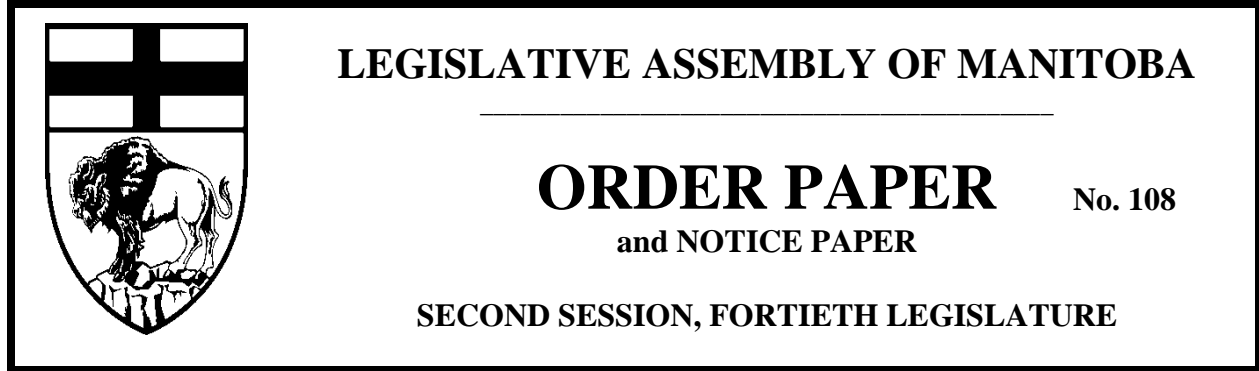 LEGISLATIVE ASSEMBLY OF MANITOBA
ORDER PAPER No. 108
and NOTICE PAPER
SECOND SESSION, FORTIETH LEGISLATURE